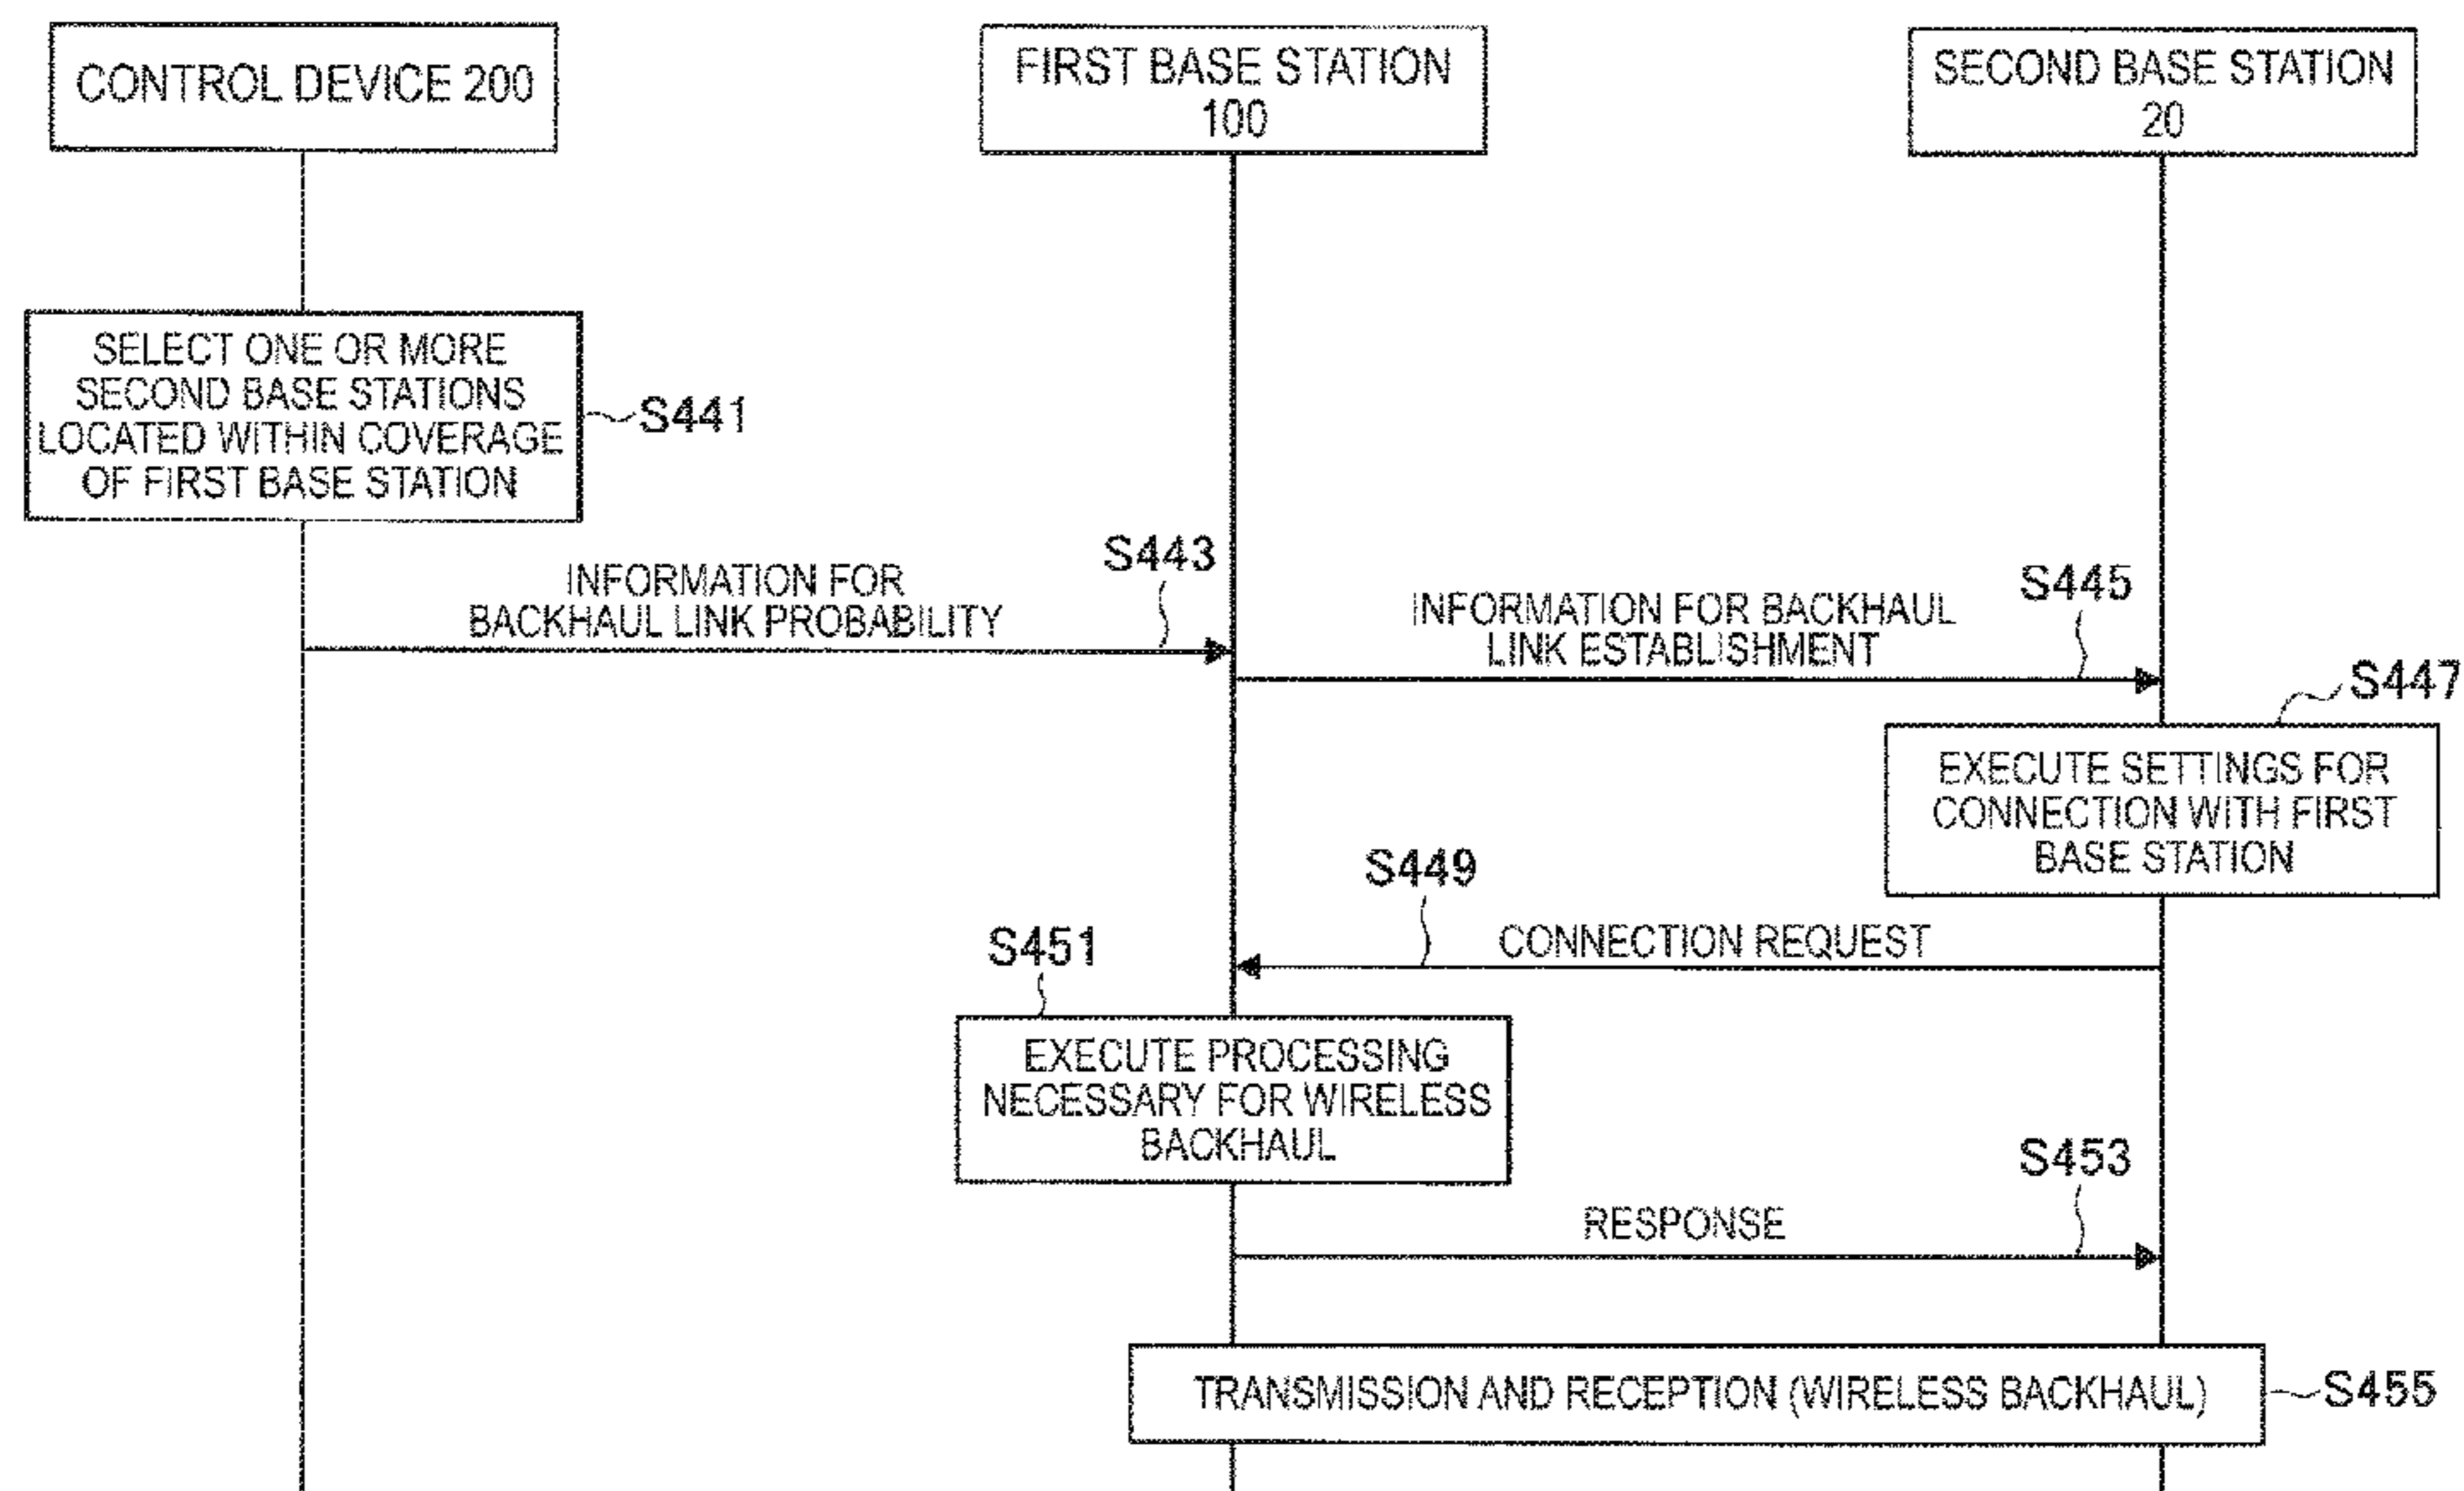 CONTROL DEVICE 200
FIRST BASE STATION
100
SECOND BASE STATION
20
SELECT ONE OR MORE
SECOND BASE STATIONS
LOCATED WITHIN COVERAGE
OF FIRST BASE STATION
S441
S443
INFORMATION FOR
BACKHAUL LINK PROBABILITY
S445
INFORMATION FOR BACKHAUL
LINK ESTABLISHMENT
S447
EXECUTE SETTINGS FOR
CONNECTION WITH FIRST
BASE STATION
S449
CONNECTION REQUEST
S451
EXECUTE PROCESSING
NECESSARY FOR WIRELESS
BACKHAUL
S453
RESPONSE
TRANSMISSION AND RECEPTION (WIRELESS BACKHAUL)
S455